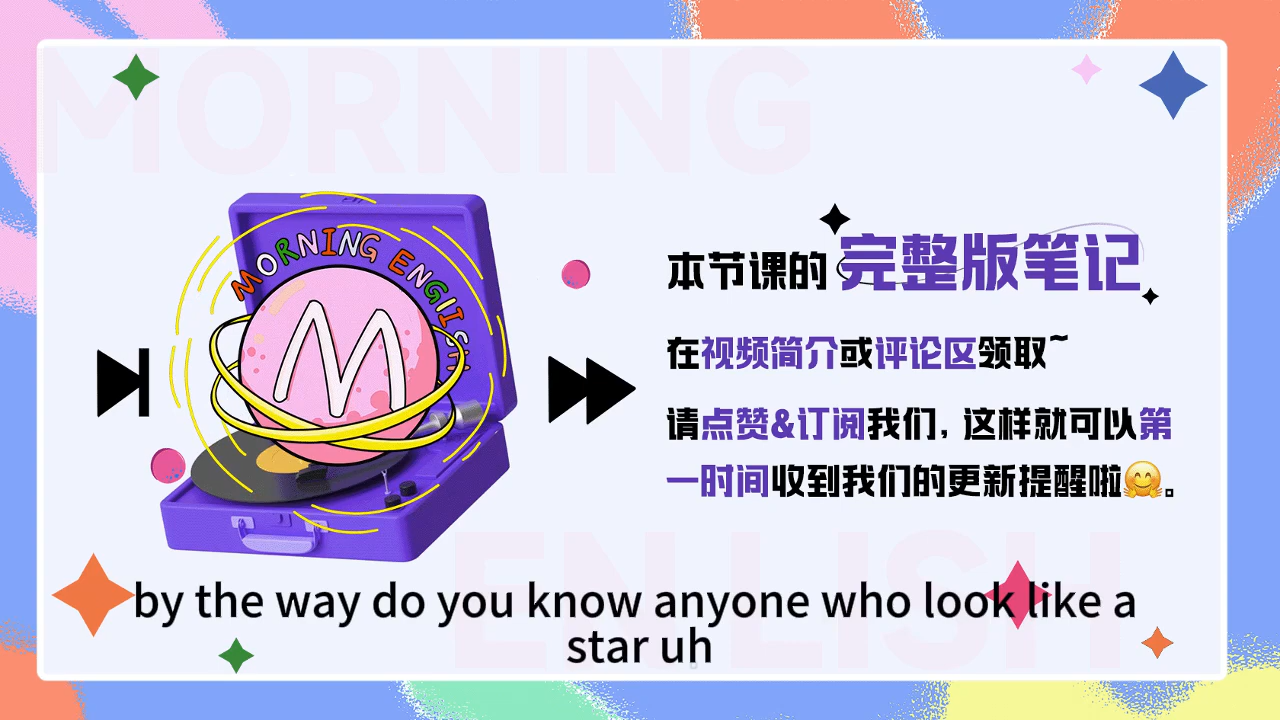 MORNING
MORNING ENGLISH
M
本节课的 完整版笔记
在视频简介或评论区领取~
请点赞&订阅我们, 这样就可以第
一时间收到我们的更新提醒啦🤗。
ENGLISH
by the way do you know anyone who look like a
star uh